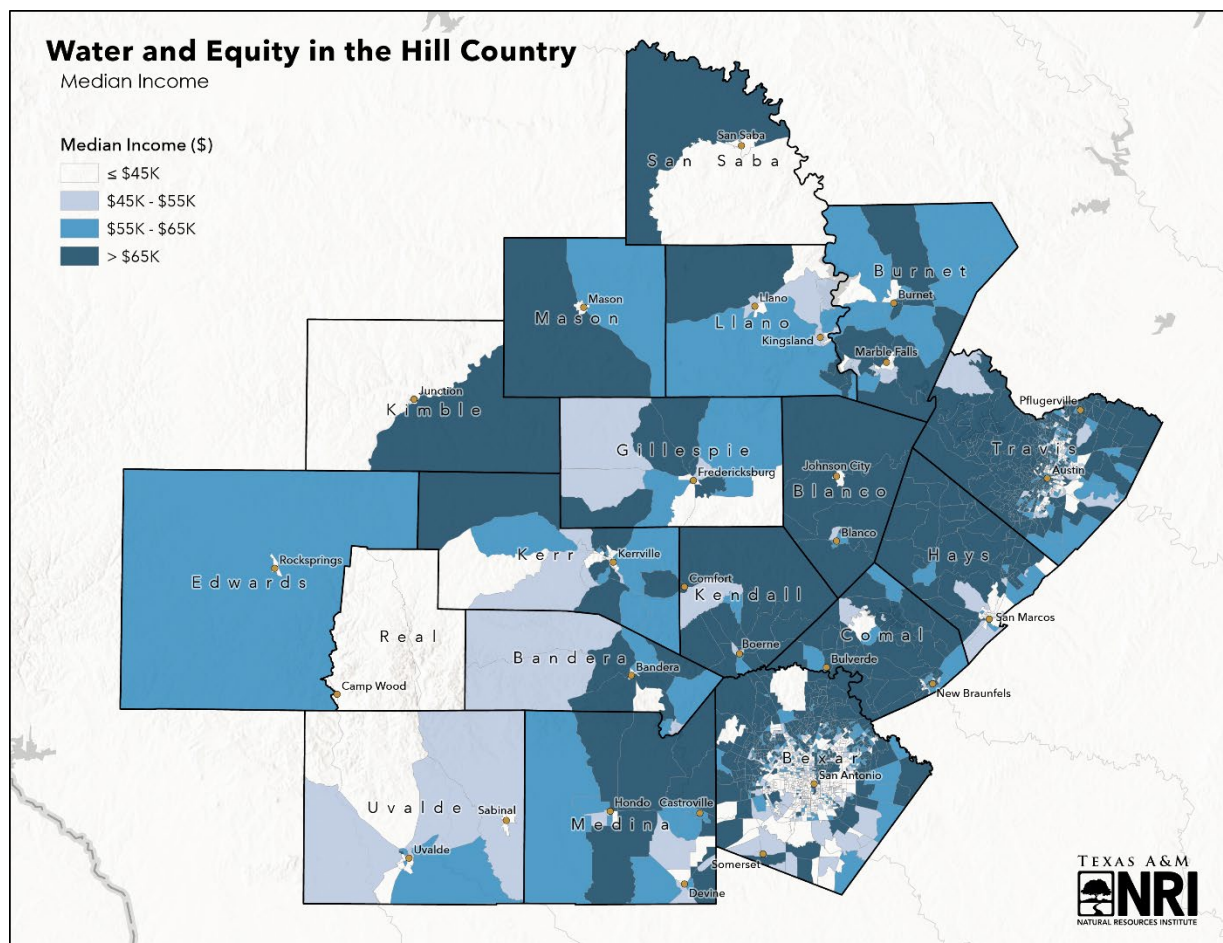 Water and Equity in the Hill Country
Median Income
Median Income ($)
≤ $45K
$45K - $55K
$55K - $65K
> $65K
San Saba
San Saba
Burnet
Burnet
Mason
Mason
Llano
Llano
Kingsland
Marble Falls
Junction
Kimble
Pflugerville
Travis
Austin
Gillespie
Fredericksburg
Johnson City
Blanco
Blanco
Hays
Kerr
Kerrville
Rocksprings
Edwards
Comfort
Kendall
San Marcos
Real
Comal
Boerne
Bandera
Bandera
Bulverde
Camp Wood
New Braunfels
Bexar
San Antonio
Uvalde
Sabinal
Hondo
Castroville
Medina
Uvalde
Somerset
Devine
TEXAS A&M
NRI
NATURAL RESOURCES INSTITUTE